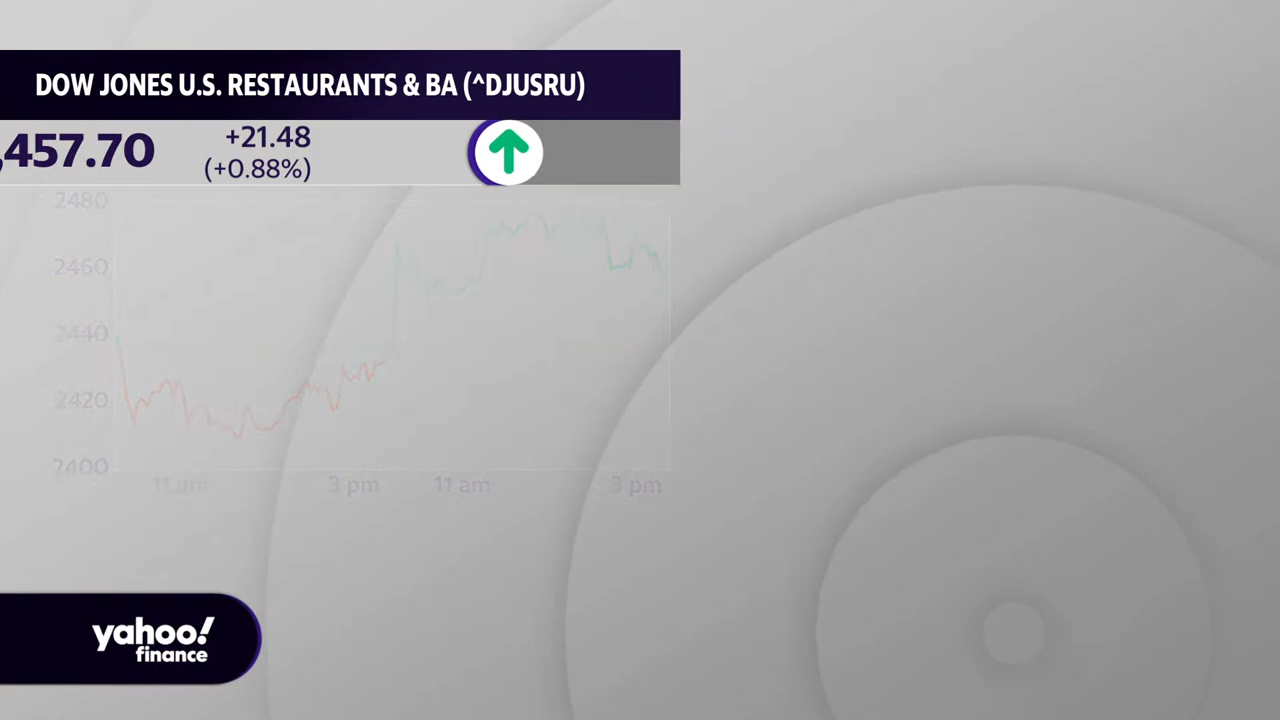 DOW JONES U.S. RESTAURANTS & BA (^DJUSRU)
,457.70
+21.48
(+0.88%)
2480
2460
2440
2420
2400
11 am 3 pm 11 am 3 pm
yahoo!
finance